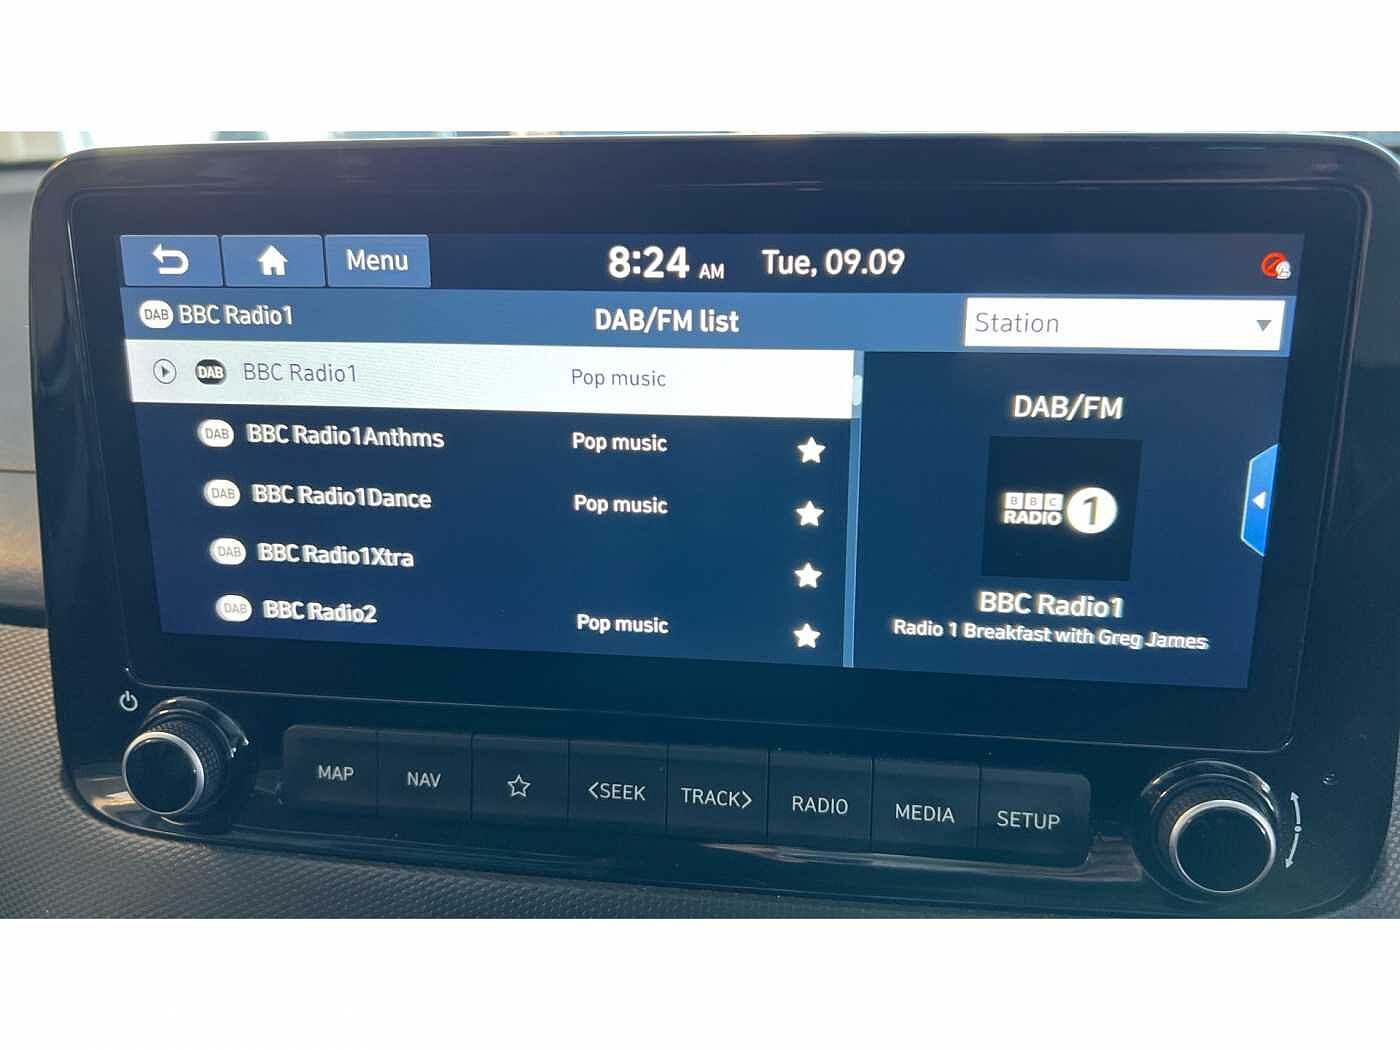 Menu 8:24 AM Tue, 09.09
DAB BBC Radio1 DAB/FM list Station
DAB BBC Radio1 Pop music
DAB BBC Radio1Anthms Pop music
DAB BBC Radio1Dance Pop music
DAB BBC Radio1Xtra
DAB BBC Radio2 Pop music
DAB/FM
BBC
RADIO 1
BBC Radio1
Radio 1 Breakfast with Greg James
MAP NAV <SEEK TRACK> RADIO MEDIA SETUP